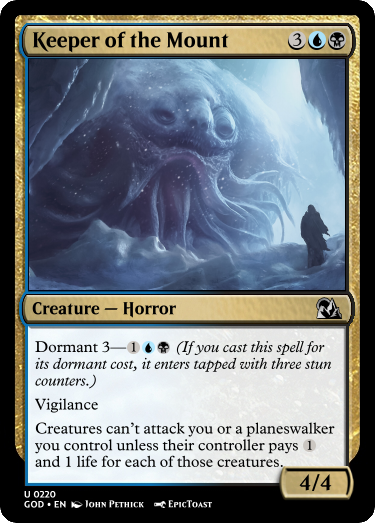 Keeper of the Mount 3
Creature — Horror
Dormant 3—1 (If you cast this spell for
its dormant cost, it enters tapped with three stun
counters.)
Vigilance
Creatures can't attack you or a planeswalker
you control unless their controller pays 1
and 1 life for each of those creatures.
4/4
U 0220
GOD • EN John Pethick EpicToast